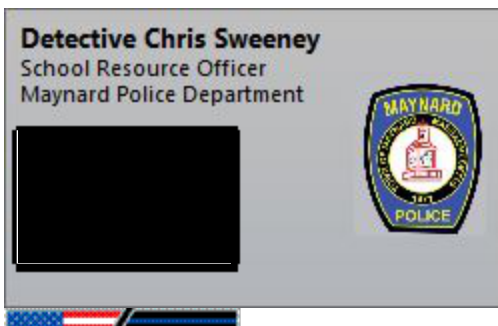 Detective Chris Sweeney
School Resource Officer
Maynard Police Department
MAYNARD
POLICE